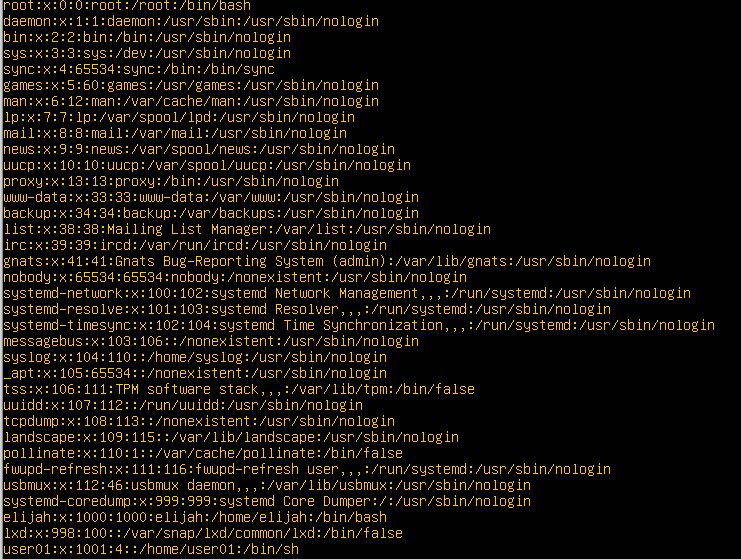 root:x:0:0:root:/root:/bin/bash
daemon:x:1:1:daemon:/usr/sbin:/usr/sbin/nologin
bin:x:2:2:bin:/bin:/usr/sbin/nologin
sys:x:3:3:sys:/dev:/usr/sbin/nologin
sync:x:4:65534:sync:/bin:/bin/sync
games:x:5:60:games:/usr/games:/usr/sbin/nologin
man:x:6:12:man:/var/cache/man:/usr/sbin/nologin
lp:x:7:7:lp:/var/spool/lpd:/usr/sbin/nologin
mail:x:8:8:mail:/var/mail:/usr/sbin/nologin
news:x:9:9:news:/var/spool/news:/usr/sbin/nologin
uucp:x:10:10:uucp:/var/spool/uucp:/usr/sbin/nologin
proxy:x:13:13:proxy:/bin:/usr/sbin/nologin
www-data:x:33:33:www-data:/var/www:/usr/sbin/nologin
backup:x:34:34:backup:/var/backups:/usr/sbin/nologin
list:x:38:38:Mailing List Manager:/var/list:/usr/sbin/nologin
irc:x:39:39:ircd:/var/run/ircd:/usr/sbin/nologin
gnats:x:41:41:Gnats Bug-Reporting System (admin):/var/lib/gnats:/usr/sbin/nologin
nobody:x:65534:65534:nobody:/nonexistent:/usr/sbin/nologin
systemd-network:x:100:102:systemd Network Management,,,:/run/systemd:/usr/sbin/nologin
systemd-resolve:x:101:103:systemd Resolver,,,:/run/systemd:/usr/sbin/nologin
systemd-timesync:x:102:104:systemd Time Synchronization,,,:/run/systemd:/usr/sbin/nologin
messagebus:x:103:106::/nonexistent:/usr/sbin/nologin
syslog:x:104:110::/home/syslog:/usr/sbin/nologin
_apt:x:105:65534::/nonexistent:/usr/sbin/nologin
tss:x:106:111:TPM software stack,,,:/var/lib/tpm:/bin/false
uuidd:x:107:112::/run/uuidd:/usr/sbin/nologin
tcpdump:x:108:113::/nonexistent:/usr/sbin/nologin
landscape:x:109:115::/var/lib/landscape:/usr/sbin/nologin
pollinate:x:110:1::/var/cache/pollinate:/bin/false
fwupd-refresh:x:111:116:fwupd-refresh user,,,:/run/systemd:/usr/sbin/nologin
usbmux:x:112:46:usbmux daemon,,,:/var/lib/usbmux:/usr/sbin/nologin
systemd-coredump:x:999:999:systemd Core Dumper:/:/usr/sbin/nologin
elijah:x:1000:1000:elijah:/home/elijah:/bin/bash
lxd:x:998:100::/var/snap/lxd/common/lxd:/bin/false
user01:x:1001:4::/home/user01:/bin/sh